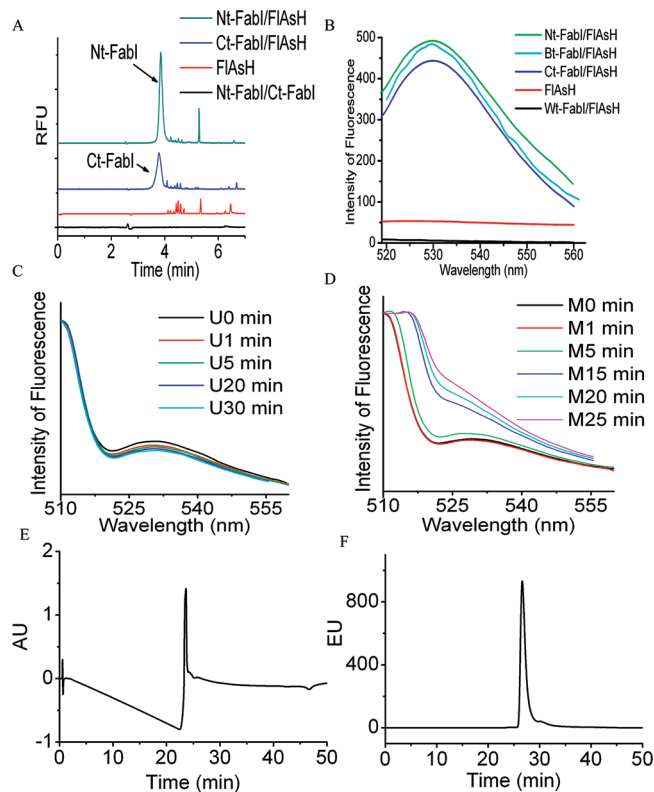 A
RFU
Nt-FabI
Ct-FabI
Nt-FabI/FlAsH
Ct-FabI/FlAsH
FlAsH
Nt-FabI/Ct-FabI
0 2 4 6
Time (min)
B
Intensity of Fluorescence
500
400
300
200
100
50
0
Nt-FabI/FlAsH
Bt-FabI/FlAsH
Ct-FabI/FlAsH
FlAsH
Wt-FabI/FlAsH
520 530 540 550 560
Wavelength (nm)
C
Intensity of Fluorescence
U0 min
U1 min
U5 min
U20 min
U30 min
510 525 540 555
Wavelength (nm)
D
Intensity of Fluorescence
M0 min
M1 min
M5 min
M15 min
M20 min
M25 min
510 525 540 555
Wavelength (nm)
E
AU
2
1
0
-1
0 10 20 30 40 50
Time (min)
F
EU
800
400
0
0 10 20 30 40 50
Time (min)